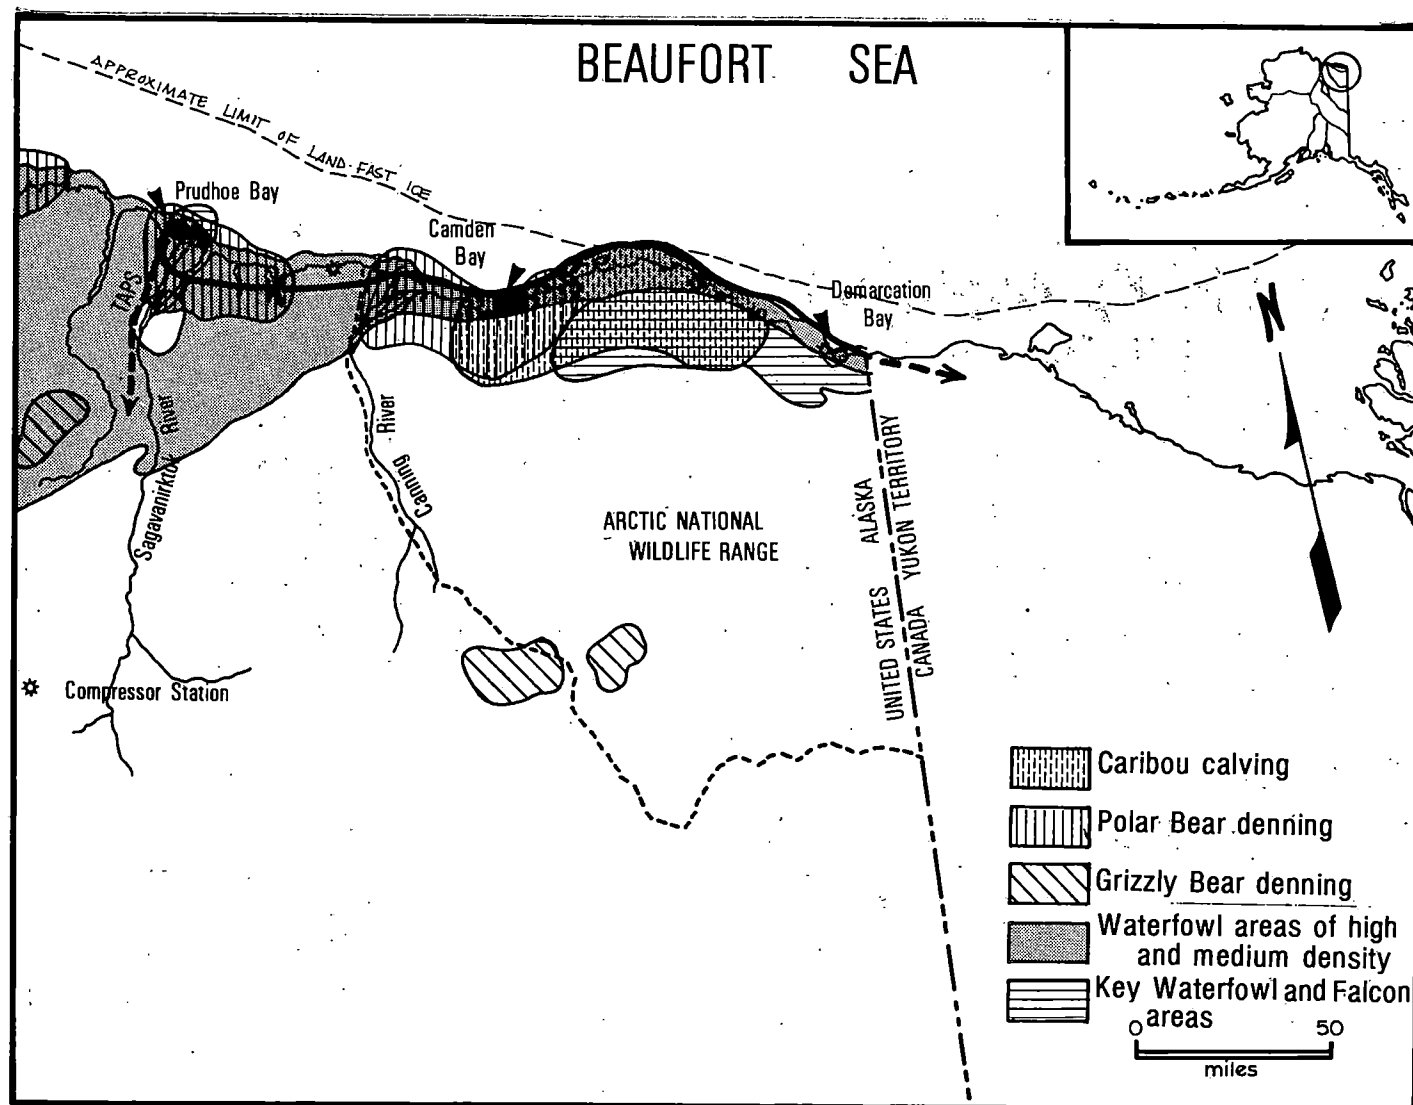 BEAUFORT SEA
APPROXIMATE LIMIT OF LAND-FAST ICE
Prudhoe Bay
Camden
Bay
Demarcation
Bay
N
TAPS
Sagavanirktok River
Canning River
ARCTIC NATIONAL
WILDLIFE RANGE
UNITED STATES ALASKA
CANADA YUKON TERRITORY
Compressor Station
Caribou calving
Polar Bear denning
Grizzly Bear denning
Waterfowl areas of high
and medium density
Key Waterfowl and Falcon
areas
0 50
miles